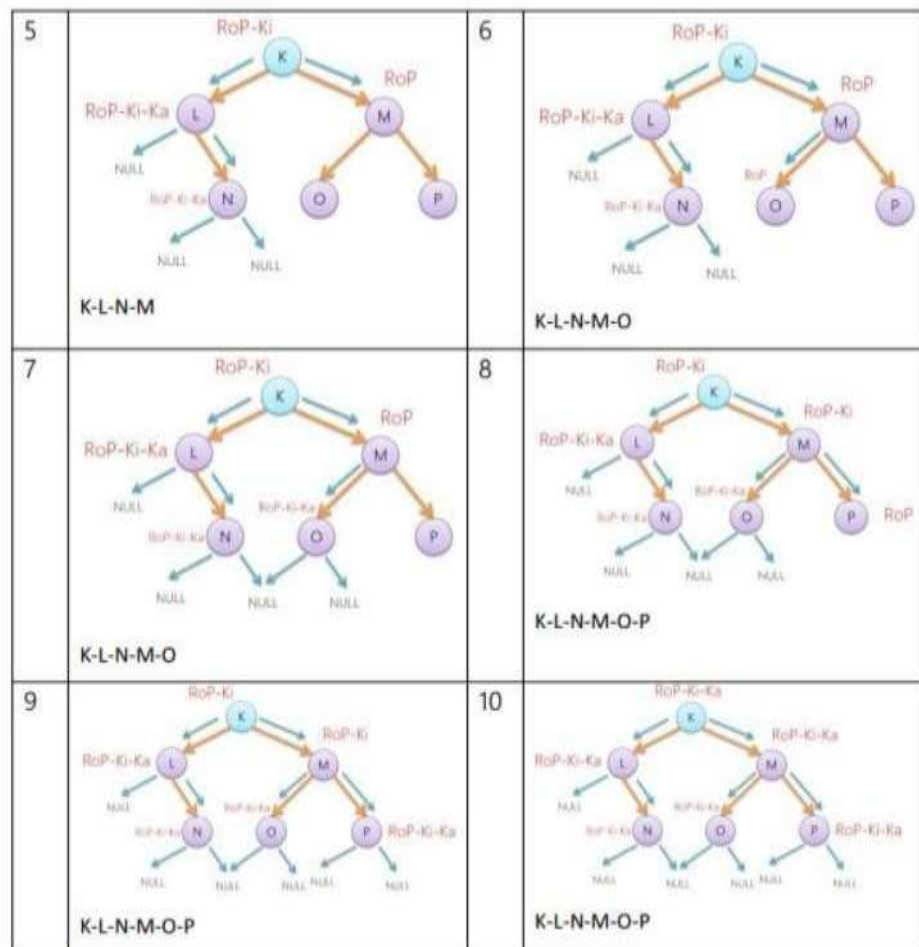 5
RoP-Ki
K
RoP
RoP-Ki-Ka
L
M
NULL
RoP-Ki-Ka
N
O
P
NULL
NULL
K-L-N-M
6
RoP-Ki
K
RoP
RoP-Ki-Ka
L
M
NULL
RoP
RoP-Ki-Ka
N
O
P
NULL
NULL
K-L-N-M-O
7
RoP-Ki
K
RoP
RoP-Ki-Ka
L
M
NULL
RoP-Ki-Ka
RoP-Ki-Ka
N
O
P
NULL
NULL
NULL
K-L-N-M-O
8
RoP-Ki
K
RoP-Ki
RoP-Ki-Ka
L
M
NULL
RoP-Ki-Ka
RoP-Ki-Ka
N
O
P
RoP
NULL
NULL
NULL
K-L-N-M-O-P
9
RoP-Ki
K
RoP-Ki
RoP-Ki-Ka
L
M
NULL
RoP-Ki-Ka
RoP-Ki-Ka
N
O
P
RoP-Ki-Ka
NULL
NULL
NULL
NULL
NULL
K-L-N-M-O-P
10
RoP-Ki-Ka
K
RoP-Ki-Ka
RoP-Ki-Ka
L
M
NULL
RoP-Ki-Ka
RoP-Ki-Ka
N
O
P
RoP-Ki-Ka
NULL
NULL
NULL
NULL
NULL
K-L-N-M-O-P